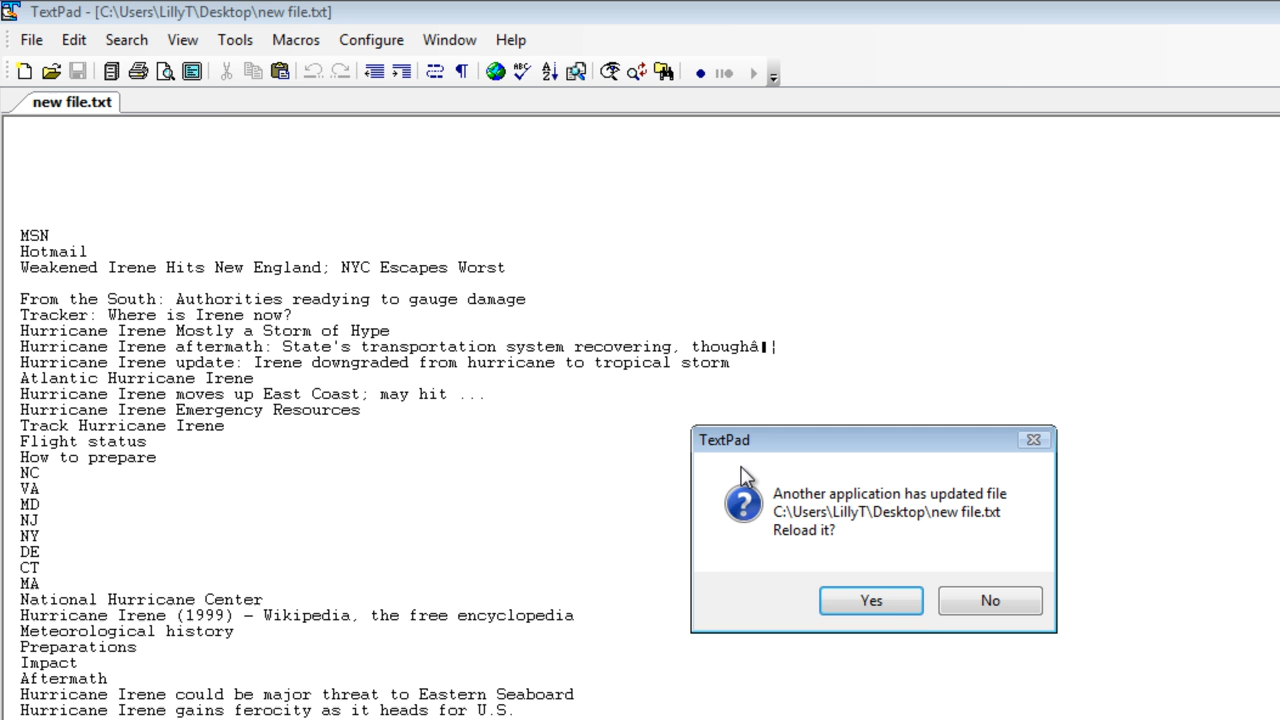 TextPad - [C:\Users\LillyT\Desktop\new file.txt]
File Edit Search View Tools Macros Configure Window Help
new file.txt
MSN
Hotmail
Weakened Irene Hits New England; NYC Escapes Worst
From the South: Authorities readying to gauge damage
Tracker: Where is Irene now?
Hurricane Irene Mostly a Storm of Hype
Hurricane Irene aftermath: State's transportation system recovering, thoughâ▮¦
Hurricane Irene update: Irene downgraded from hurricane to tropical storm
Atlantic Hurricane Irene
Hurricane Irene moves up East Coast; may hit ...
Hurricane Irene Emergency Resources
Track Hurricane Irene
Flight status
How to prepare
NC
VA
MD
NJ
NY
DE
CT
MA
National Hurricane Center
Hurricane Irene (1999) - Wikipedia, the free encyclopedia
Meteorological history
Preparations
Impact
Aftermath
Hurricane Irene could be major threat to Eastern Seaboard
Hurricane Irene gains ferocity as it heads for U.S.
TextPad
Another application has updated file
C:\Users\LillyT\Desktop\new file.txt
Reload it?
Yes No